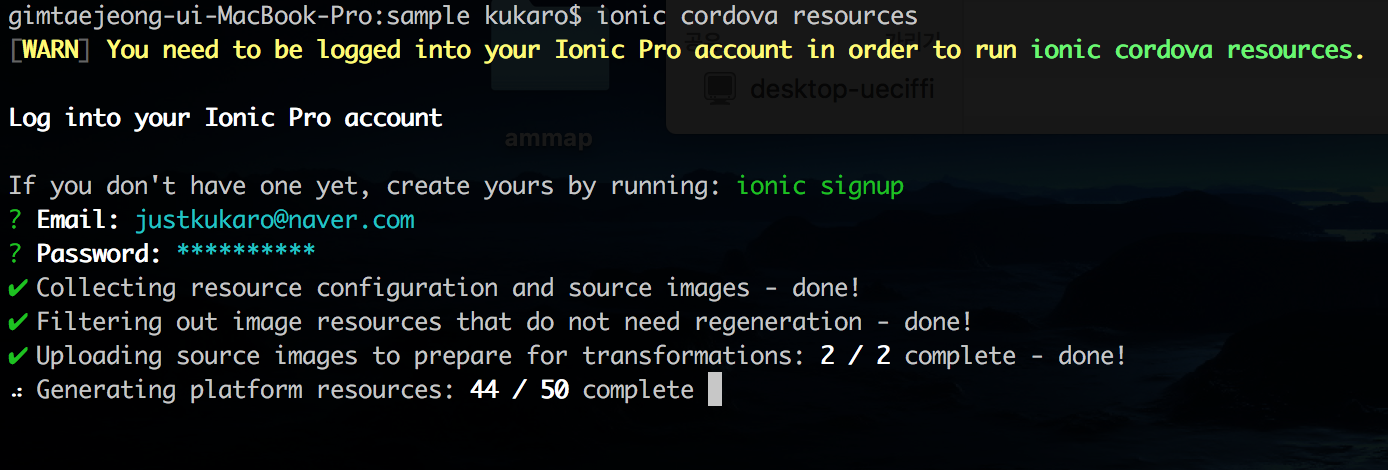 gimtaejeong-ui-MacBook-Pro:sample kukaro$ ionic cordova resources
[WARN] You need to be logged into your Ionic Pro account in order to run ionic cordova resources.
공유
desktop-ueciffi
Log into your Ionic Pro account
ammap
If you don't have one yet, create yours by running: ionic signup
? Email: justkukaro@naver.com
? Password: **********
✔ Collecting resource configuration and source images - done!
✔ Filtering out image resources that do not need regeneration - done!
✔ Uploading source images to prepare for transformations: 2 / 2 complete - done!
⠴ Generating platform resources: 44 / 50 complete